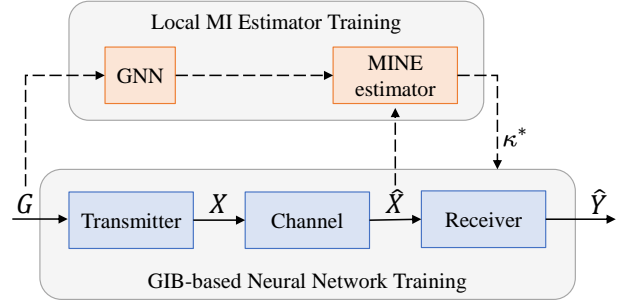 Local MI Estimator Training
GNN
MINE
estimator
κ*
G
Transmitter
X
Channel
X̂
Receiver
Ŷ
GIB-based Neural Network Training